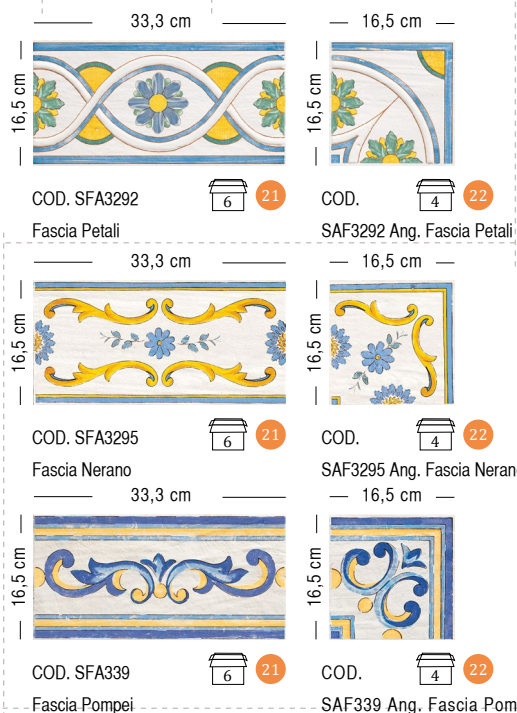 33,3 cm 16,5 cm
16,5 cm 16,5 cm
COD. SFA3292 6 21
Fascia Petali
COD. 4 22
SAF3292 Ang. Fascia Petali
33,3 cm 16,5 cm
16,5 cm 16,5 cm
COD. SFA3295 6 21
Fascia Nerano
COD. 4 22
SAF3295 Ang. Fascia Neran
33,3 cm 16,5 cm
16,5 cm 16,5 cm
COD. SFA339 6 21
Fascia Pompei
COD. 4 22
SAF339 Ang. Fascia Pom